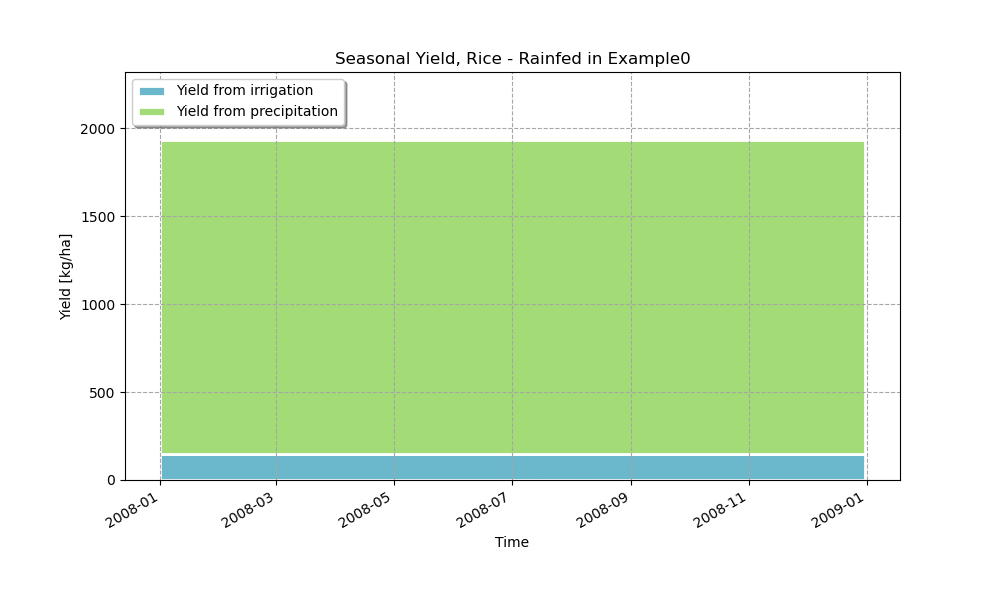 Seasonal Yield, Rice - Rainfed in Example0
Yield from irrigation
Yield from precipitation
Yield [kg/ha]
2000
1500
1000
500
0
2008-01
2008-03
2008-05
2008-07
2008-09
2008-11
2009-01
Time